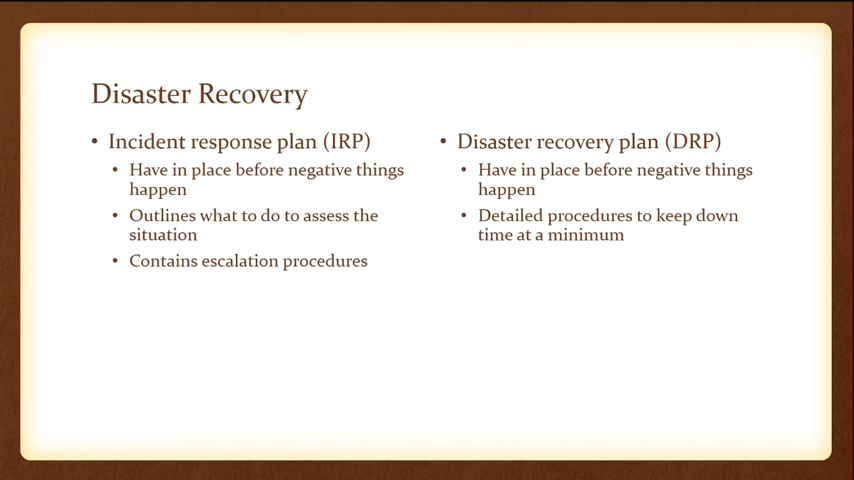 Disaster Recovery
• Incident response plan (IRP)
• Have in place before negative things
happen
• Outlines what to do to assess the
situation
• Contains escalation procedures
• Disaster recovery plan (DRP)
• Have in place before negative things
happen
• Detailed procedures to keep down
time at a minimum